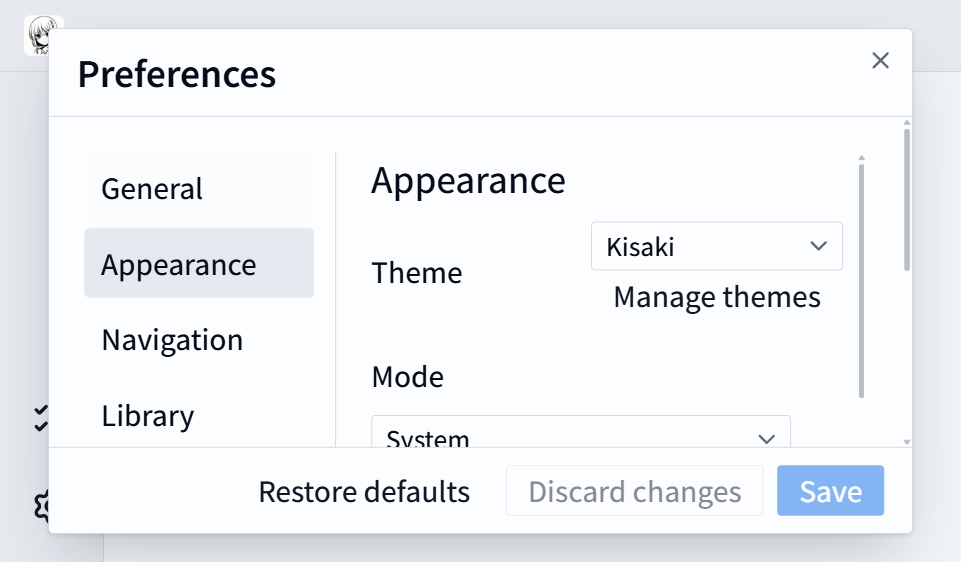 Preferences
General
Appearance
Navigation
Library
Appearance
Theme
Kisaki
Manage themes
Mode
System
Restore defaults
Discard changes
Save